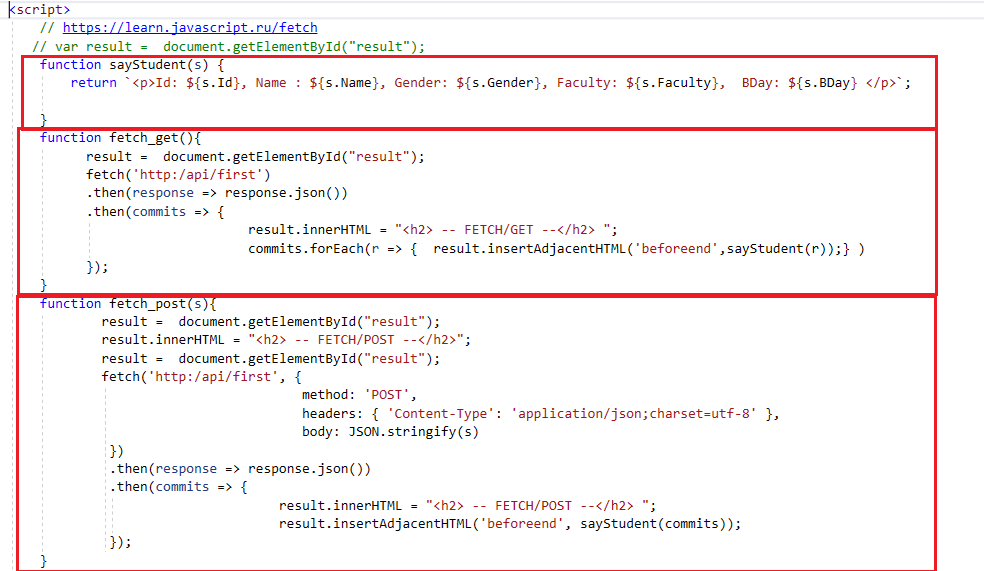 <script>
// https://learn.javascript.ru/fetch
// var result =  document.getElementById("result");
function sayStudent(s) {
return `<p>Id: ${s.Id}, Name : ${s.Name}, Gender: ${s.Gender}, Faculty: ${s.Faculty},  BDay: ${s.BDay} </p>`;
}
function fetch_get(){
result =  document.getElementById("result");
fetch('http:/api/first')
.then(response => response.json())
.then(commits => {
result.innerHTML = "<h2> -- FETCH/GET --</h2> ";
commits.forEach(r => {  result.insertAdjacentHTML('beforeend',sayStudent(r));} )
});
}
function fetch_post(s){
result =  document.getElementById("result");
result.innerHTML = "<h2> -- FETCH/POST --</h2>";
result =  document.getElementById("result");
fetch('http:/api/first', {
method: 'POST',
headers: { 'Content-Type': 'application/json;charset=utf-8' },
body: JSON.stringify(s)
})
.then(response => response.json())
.then(commits => {
result.innerHTML = "<h2> -- FETCH/POST --</h2> ";
result.insertAdjacentHTML('beforeend', sayStudent(commits));
});
}